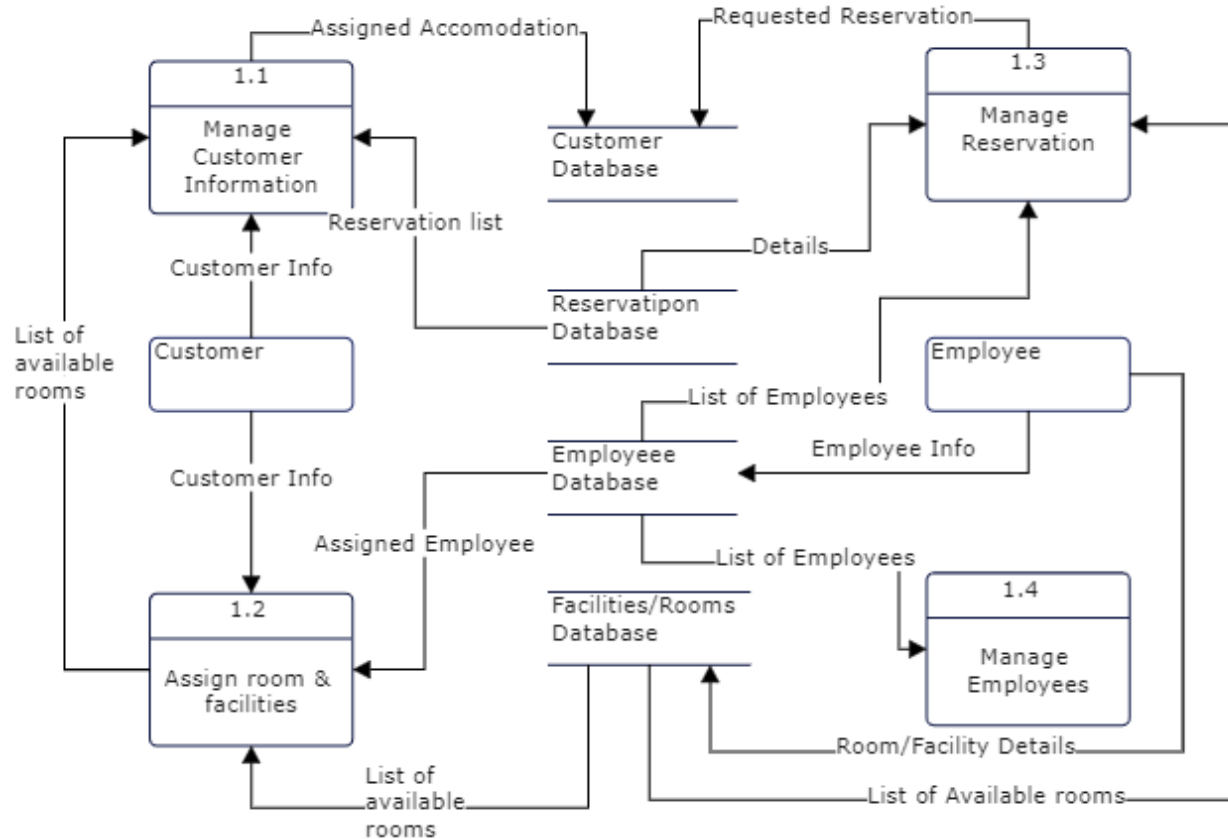 Assigned Accomodation
Requested Reservation
1.1
Manage
Customer
Information
1.3
Manage
Reservation
Customer
Database
Reservation list
Details
Customer Info
Reservatipon
Database
List of
available
rooms
Customer
Employee
List of Employees
Employee Info
Customer Info
Employeee
Database
Assigned Employee
List of Employees
1.2
Assign room &
facilities
Facilities/Rooms
Database
1.4
Manage
Employees
Room/Facility Details
List of
available
rooms
List of Available rooms